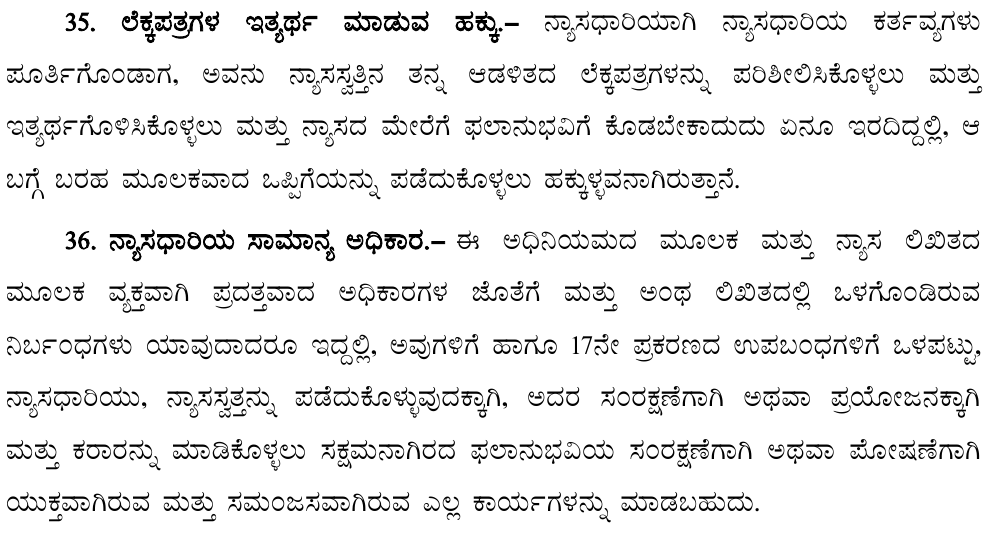 35. ಲೆಕ್ಕಪತ್ರಗಳ ಇತ್ಯರ್ಥ ಮಾಡುವ ಹಕ್ಕು.– ನ್ಯಾಸಧಾರಿಯಾಗಿ ನ್ಯಾಸಧಾರಿಯ ಕರ್ತವ್ಯಗಳು
ಪೂರ್ತಿಗೊಂಡಾಗ, ಅವನು ನ್ಯಾಸಸ್ವತ್ತಿನ ತನ್ನ ಆಡಳಿತದ ಲೆಕ್ಕಪತ್ರಗಳನ್ನು ಪರಿಶೀಲಿಸಿಕೊಳ್ಳಲು ಮತ್ತು
ಇತ್ಯರ್ಥಗೊಳಿಸಿಕೊಳ್ಳಲು ಮತ್ತು ನ್ಯಾಸದ ಮೇರೆಗೆ ಫಲಾನುಭವಿಗೆ ಕೊಡಬೇಕಾದುದು ಏನೂ ಇರದಿದ್ದಲ್ಲಿ, ಆ
ಬಗ್ಗೆ ಬರಹ ಮೂಲಕವಾದ ಒಪ್ಪಿಗೆಯನ್ನು ಪಡೆದುಕೊಳ್ಳಲು ಹಕ್ಕುಳ್ಳವನಾಗಿರುತ್ತಾನೆ.
36. ನ್ಯಾಸಧಾರಿಯ ಸಾಮಾನ್ಯ ಅಧಿಕಾರ.– ಈ ಅಧಿನಿಯಮದ ಮೂಲಕ ಮತ್ತು ನ್ಯಾಸ ಲಿಖಿತದ
ಮೂಲಕ ವ್ಯಕ್ತವಾಗಿ ಪ್ರದತ್ತವಾದ ಅಧಿಕಾರಗಳ ಜೊತೆಗೆ ಮತ್ತು ಅಂಥ ಲಿಖಿತದಲ್ಲಿ ಒಳಗೊಂಡಿರುವ
ನಿರ್ಬಂಧಗಳು ಯಾವುದಾದರೂ ಇದ್ದಲ್ಲಿ, ಅವುಗಳಿಗೆ ಹಾಗೂ 17ನೇ ಪ್ರಕರಣದ ಉಪಬಂಧಗಳಿಗೆ ಒಳಪಟ್ಟು,
ನ್ಯಾಸಧಾರಿಯು, ನ್ಯಾಸಸ್ವತ್ತನ್ನು ಪಡೆದುಕೊಳ್ಳುವುದಕ್ಕಾಗಿ, ಅದರ ಸಂರಕ್ಷಣೆಗಾಗಿ ಅಥವಾ ಪ್ರಯೋಜನಕ್ಕಾಗಿ
ಮತ್ತು ಕರಾರನ್ನು ಮಾಡಿಕೊಳ್ಳಲು ಸಕ್ಷಮನಾಗಿರದ ಫಲಾನುಭವಿಯ ಸಂರಕ್ಷಣೆಗಾಗಿ ಅಥವಾ ಪೋಷಣೆಗಾಗಿ
ಯುಕ್ತವಾಗಿರುವ ಮತ್ತು ಸಮಂಜಸವಾಗಿರುವ ಎಲ್ಲ ಕಾರ್ಯಗಳನ್ನು ಮಾಡಬಹುದು.